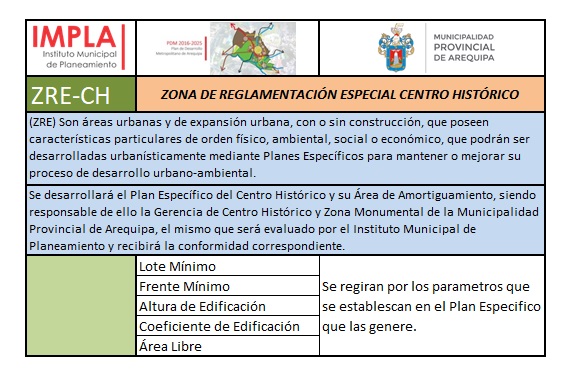 IMPLA
Instituto Municipal
de Planeamiento
PDM 2016-2025
Plan de Desarrollo
Metropolitano de Arequipa
MUNICIPALIDAD
PROVINCIAL
DE AREQUIPA
ZRE-CH
ZONA DE REGLAMENTACIÓN ESPECIAL CENTRO HISTÓRICO
(ZRE) Son áreas urbanas y de expansión urbana, con o sin construcción, que poseen
características particulares de orden físico, ambiental, social o económico, que podrán ser
desarrolladas urbanísticamente mediante Planes Específicos para mantener o mejorar su
proceso de desarrollo urbano-ambiental.
Se desarrollará el Plan Específico del Centro Histórico y su Área de Amortiguamiento, siendo
responsable de ello la Gerencia de Centro Histórico y Zona Monumental de la Municipalidad
Provincial de Arequipa, el mismo que será evaluado por el Instituto Municipal de
Planeamiento y recibirá la conformidad correspondiente.
Lote Mínimo
Frente Mínimo
Altura de Edificación
Coeficiente de Edificación
Área Libre
Se regiran por los parametros que
se establescan en el Plan Especifico
que las genere.